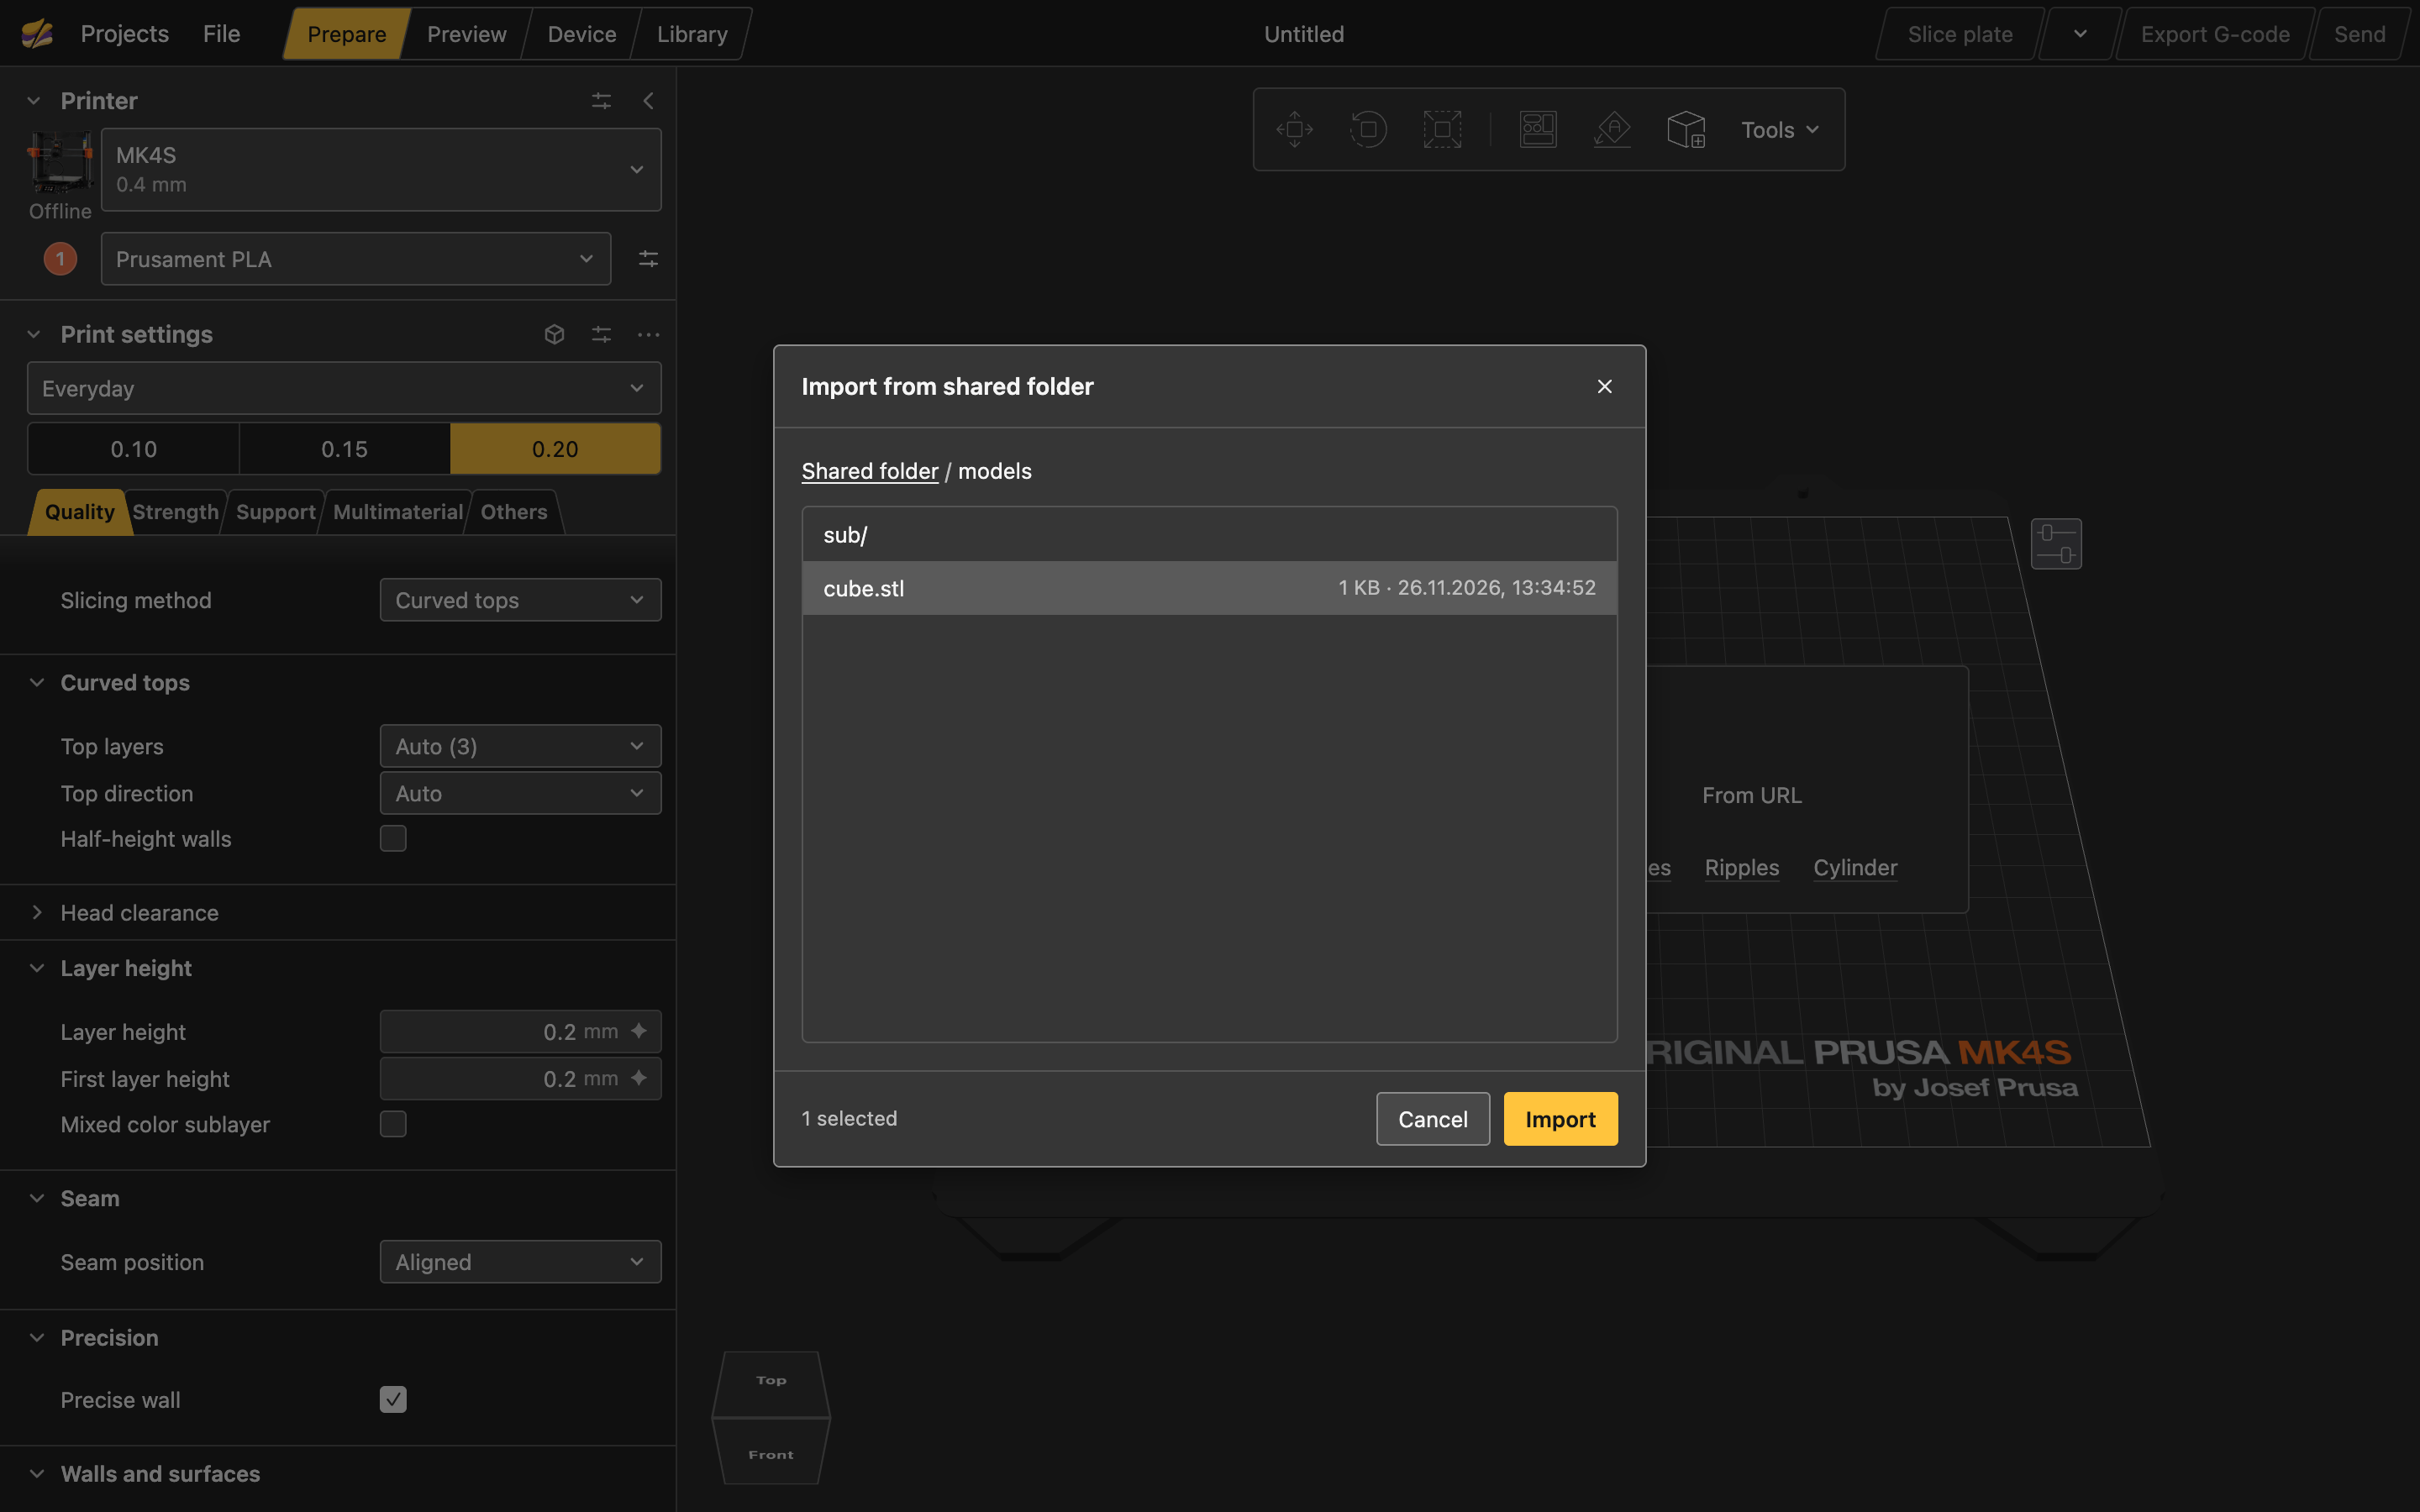 Projects
File
Prepare
Preview
Device
Library
Untitled
Slice plate
Export G-code
Send
Printer
MK4S
0.4 mm
Offline
1
Prusament PLA
Print settings
Everyday
0.10
0.15
0.20
Quality
Strength
Support
Multimaterial
Others
Slicing method
Curved tops
Curved tops
Top layers
Auto (3)
Top direction
Auto
Half-height walls
Head clearance
Layer height
Layer height
0.2 mm
First layer height
0.2 mm
Mixed color sublayer
Seam
Seam position
Aligned
Precision
Precise wall
Walls and surfaces
Tools
Import from shared folder
Shared folder / models
sub/
cube.stl
1 KB · 26.11.2026, 13:34:52
1 selected
Cancel
Import
From URL
es
Ripples
Cylinder
RIGINAL PRUSA MK4S
by Josef Prusa
Top
Front